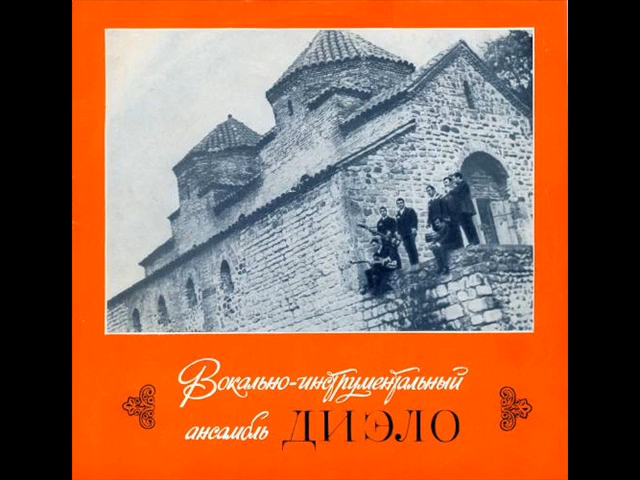 Вокально-инструментальный
ансамбль ДИЭЛО